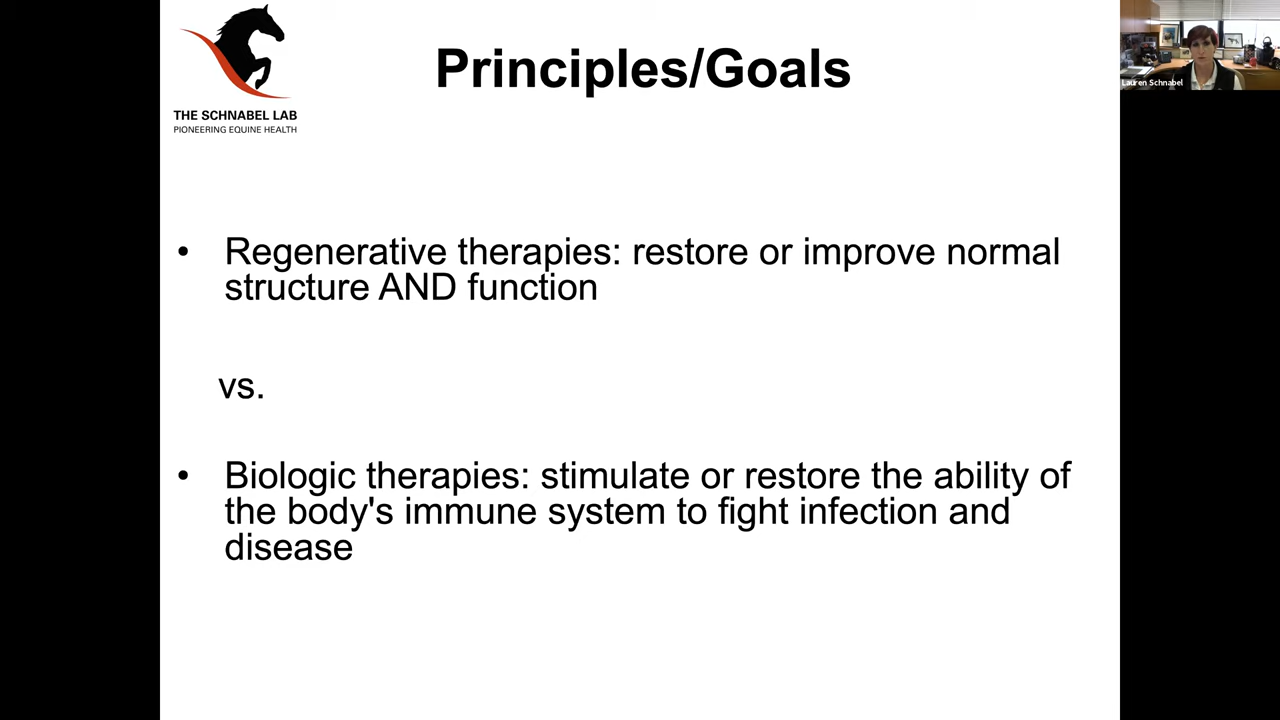 THE SCHNABEL LAB
PIONEERING EQUINE HEALTH
Principles/Goals
Lauren Schnabel
• Regenerative therapies: restore or improve normal
structure AND function
vs.
• Biologic therapies: stimulate or restore the ability of
the body's immune system to fight infection and
disease